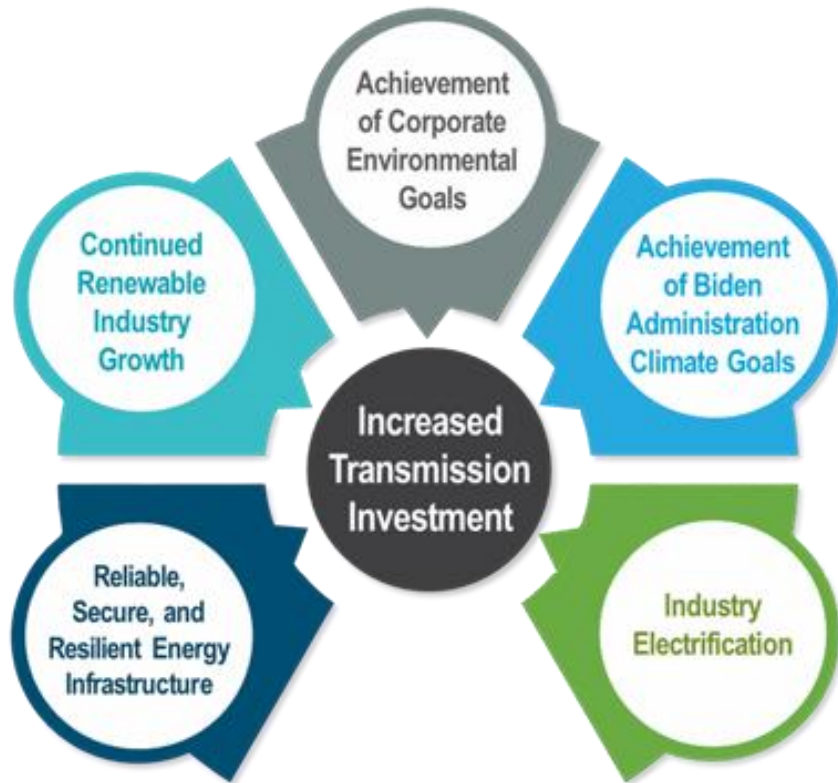 Achievement
of Corporate
Environmental
Goals
Continued
Renewable
Industry
Growth
Achievement
of Biden
Administration
Climate Goals
Increased
Transmission
Investment
Reliable,
Secure, and
Resilient Energy
Infrastructure
Industry
Electrification